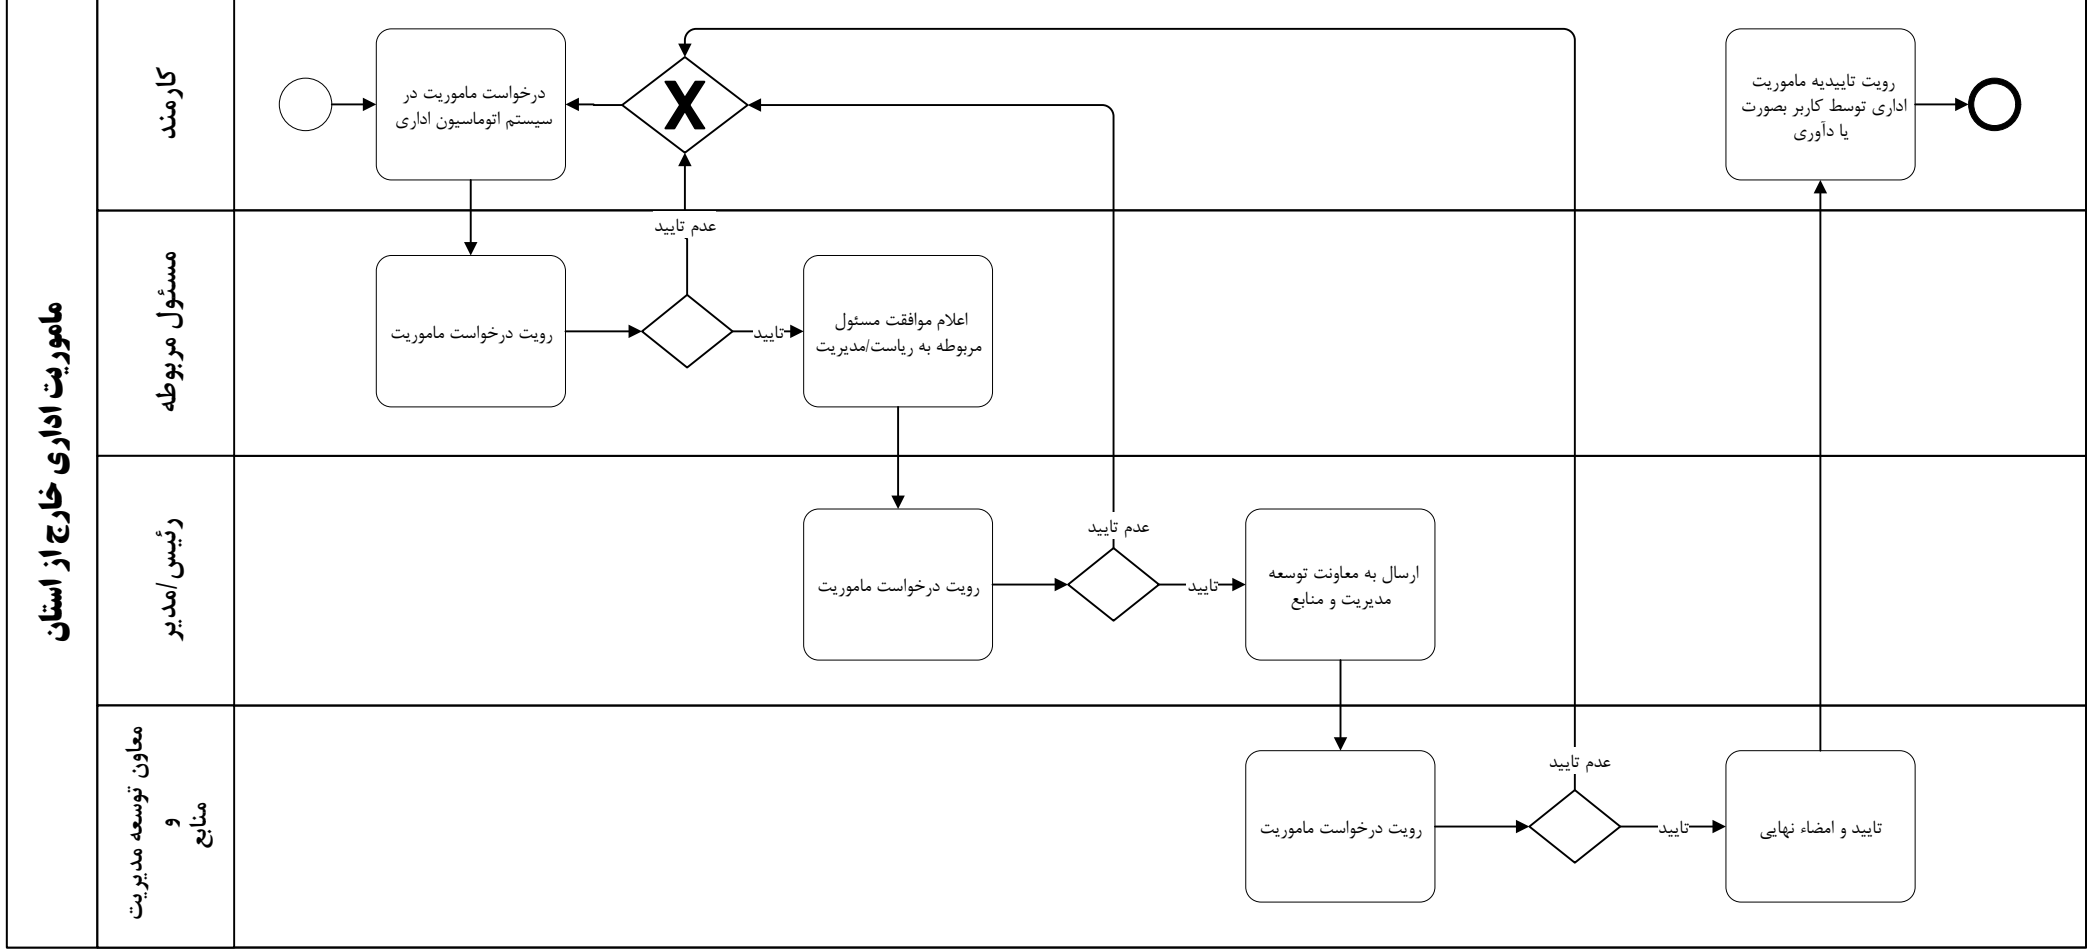 ماموریت اداری خارج از استان
کارمند
درخواست ماموریت در
سیستم اتوماسیون اداری
X
رویت تاییدیه ماموریت
اداری توسط کاربر بصورت
یا دآوری
مسئول مربوطه
رویت درخواست ماموریت
عدم تایید
تایید
اعلام موافقت مسئول
مربوطه به ریاست/مدیریت
رئیس/مدیر
رویت درخواست ماموریت
عدم تایید
تایید
ارسال به معاونت توسعه
مدیریت و منابع
معاون توسعه مدیریت
و
منابع
رویت درخواست ماموریت
عدم تایید
تایید
تایید و امضاء نهایی